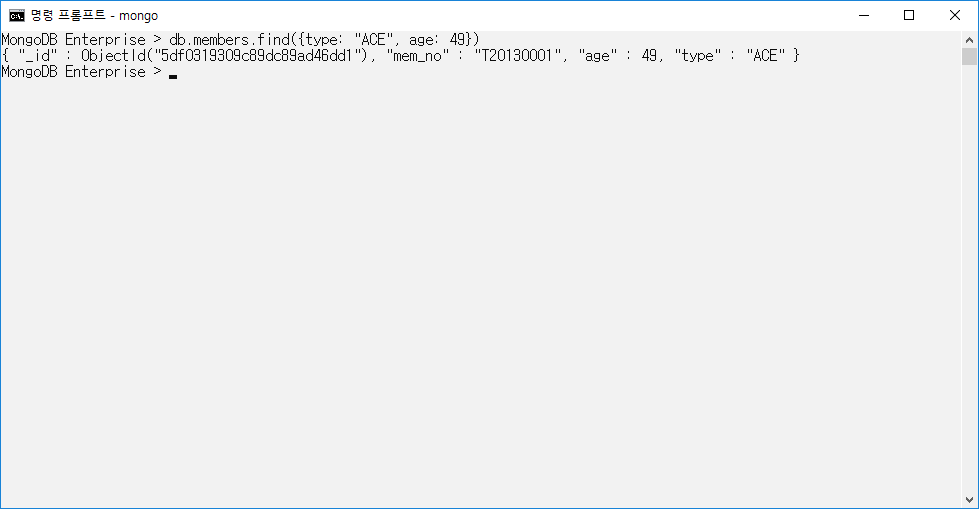 명령 프롬프트 - mongo
MongoDB Enterprise > db.members.find({type: "ACE", age: 49})
{ "_id" : ObjectId("5df0319309c89dc89ad46dd1"), "mem_no" : "T20130001", "age" : 49, "type" : "ACE" }
MongoDB Enterprise >